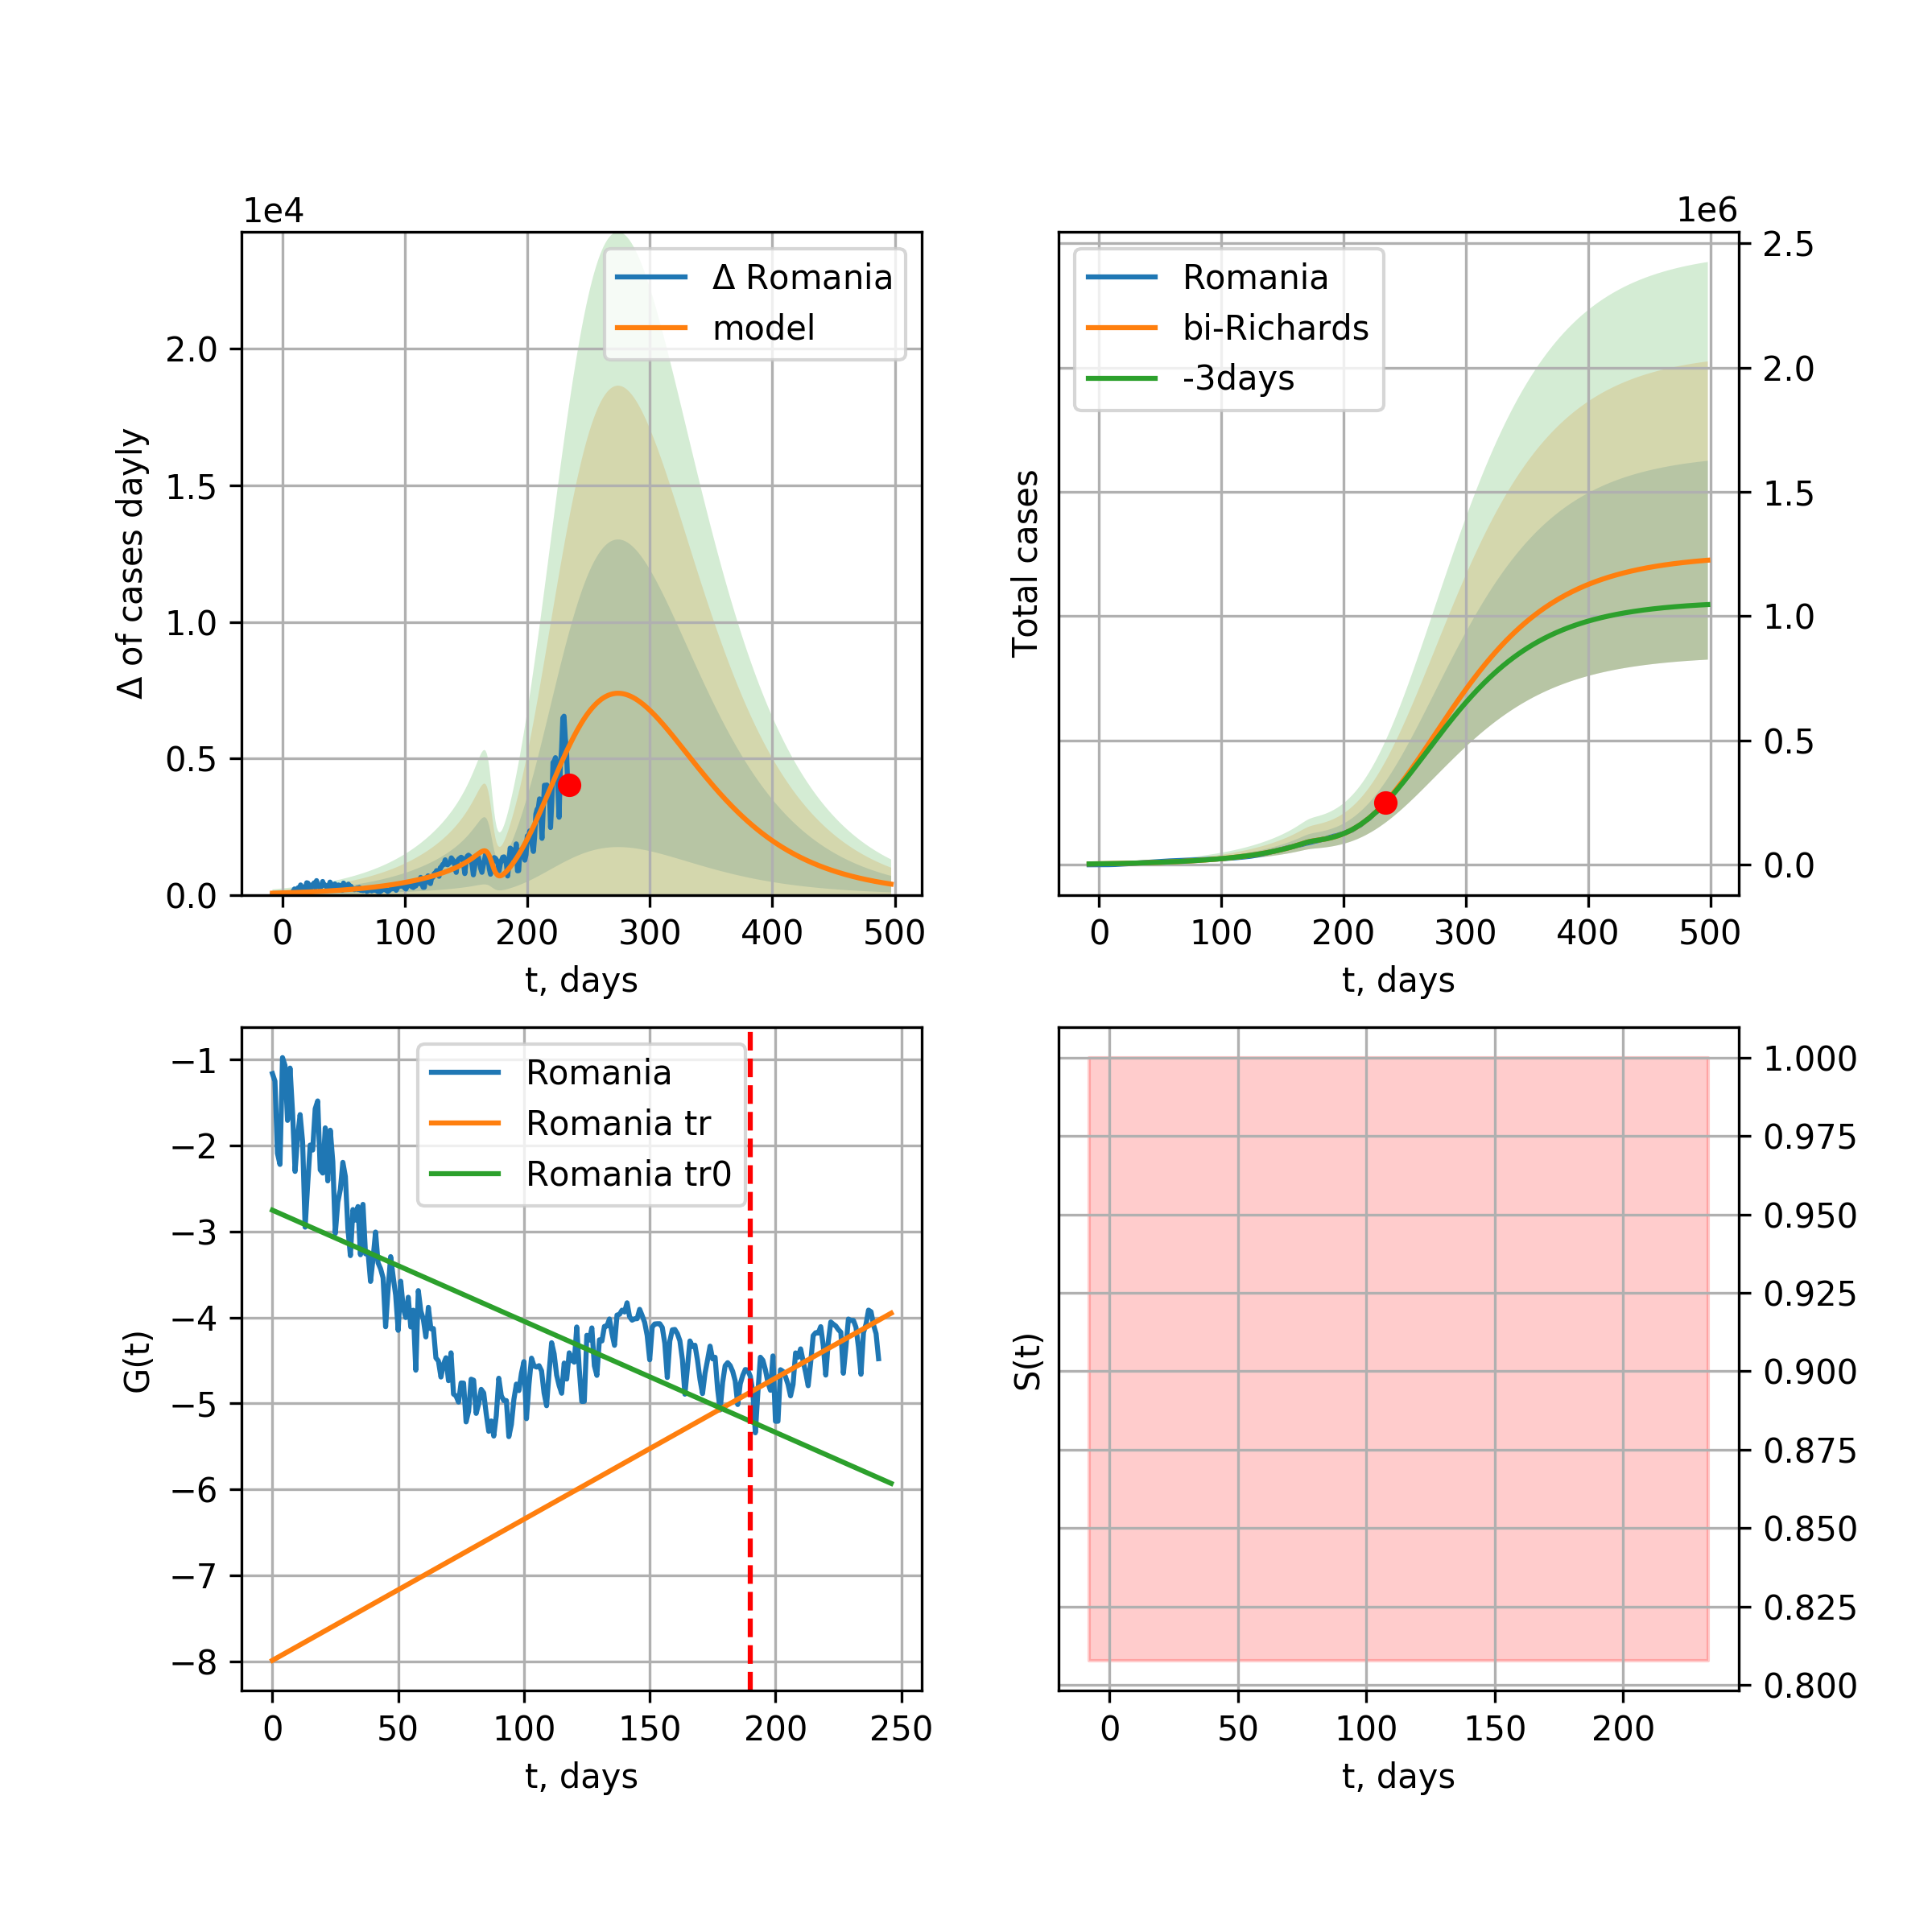 1e4
Δ of cases dayly
2.0
1.5
1.0
0.5
0.0
Δ Romania
model
0 100 200 300 400 500
t, days
1e6
Total cases
Romania
bi-Richards
-3days
2.5
2.0
1.5
1.0
0.5
0.0
0 100 200 300 400 500
t, days
G(t)
−1
−2
−3
−4
−5
−6
−7
−8
Romania
Romania tr
Romania tr0
0 50 100 150 200 250
t, days
S(t)
1.000
0.975
0.950
0.925
0.900
0.875
0.850
0.825
0.800
0 50 100 150 200
t, days